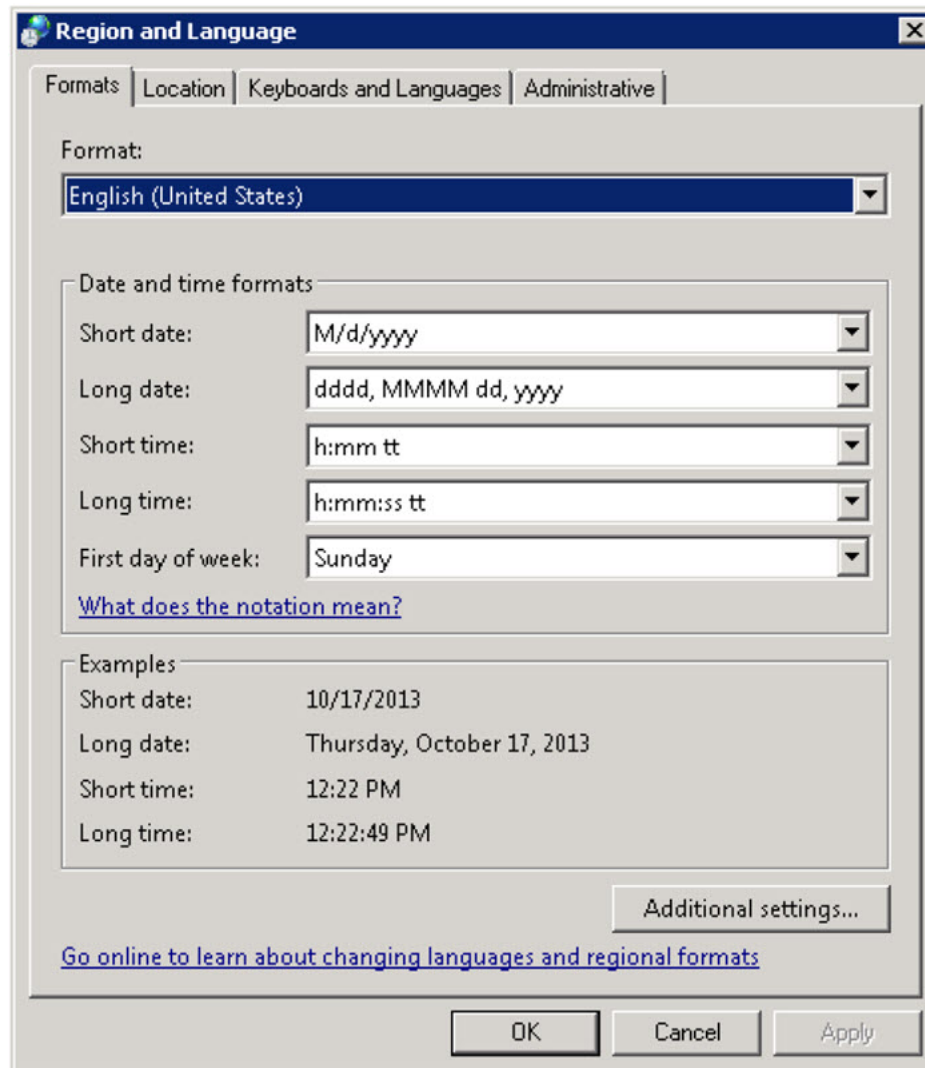 Region and Language
Formats Location Keyboards and Languages Administrative
Format:
English (United States)
Date and time formats
Short date: M/d/yyyy
Long date: dddd, MMMM dd, yyyy
Short time: h:mm tt
Long time: h:mm:ss tt
First day of week: Sunday
What does the notation mean?
Examples
Short date: 10/17/2013
Long date: Thursday, October 17, 2013
Short time: 12:22 PM
Long time: 12:22:49 PM
Additional settings...
Go online to learn about changing languages and regional formats
OK Cancel Apply